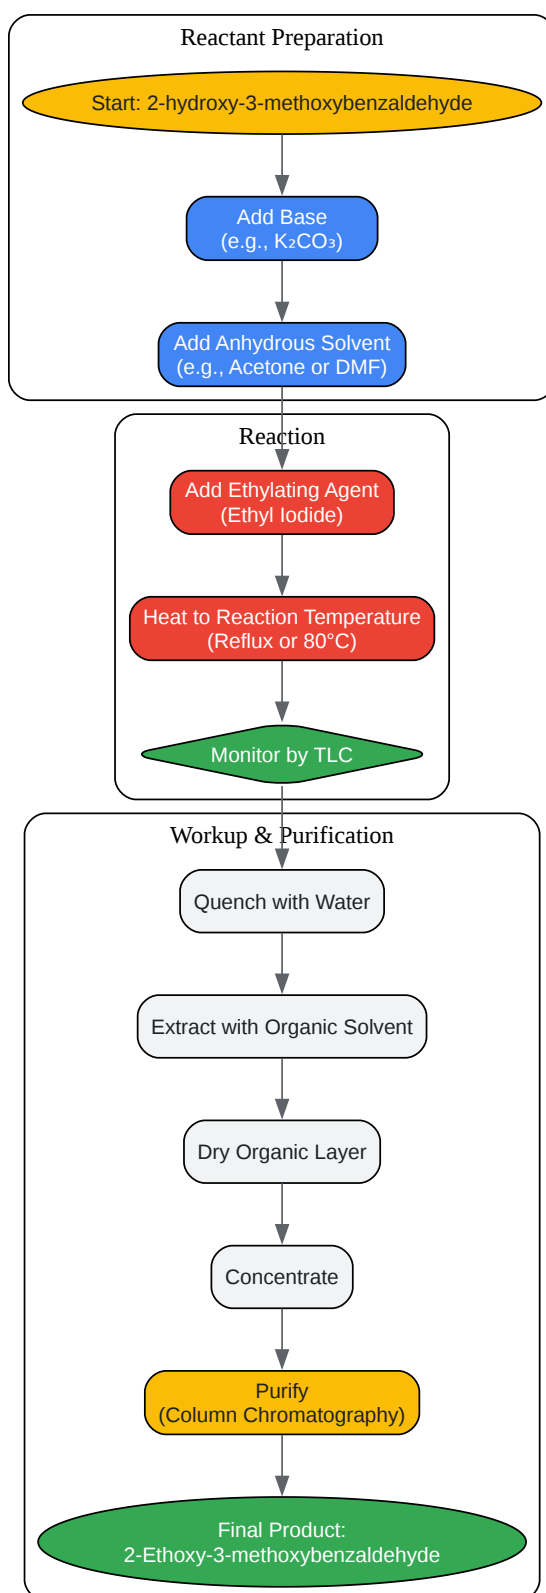 Reactant Preparation
Start: 2-hydroxy-3-methoxybenzaldehyde
Add Base
(e.g., K₂CO₃)
Add Anhydrous Solvent
(e.g., Acetone or DMF)
Reaction
Add Ethylating Agent
(Ethyl Iodide)
Heat to Reaction Temperature
(Reflux or 80°C)
Monitor by TLC
Workup & Purification
Quench with Water
Extract with Organic Solvent
Dry Organic Layer
Concentrate
Purify
(Column Chromatography)
Final Product:
2-Ethoxy-3-methoxybenzaldehyde